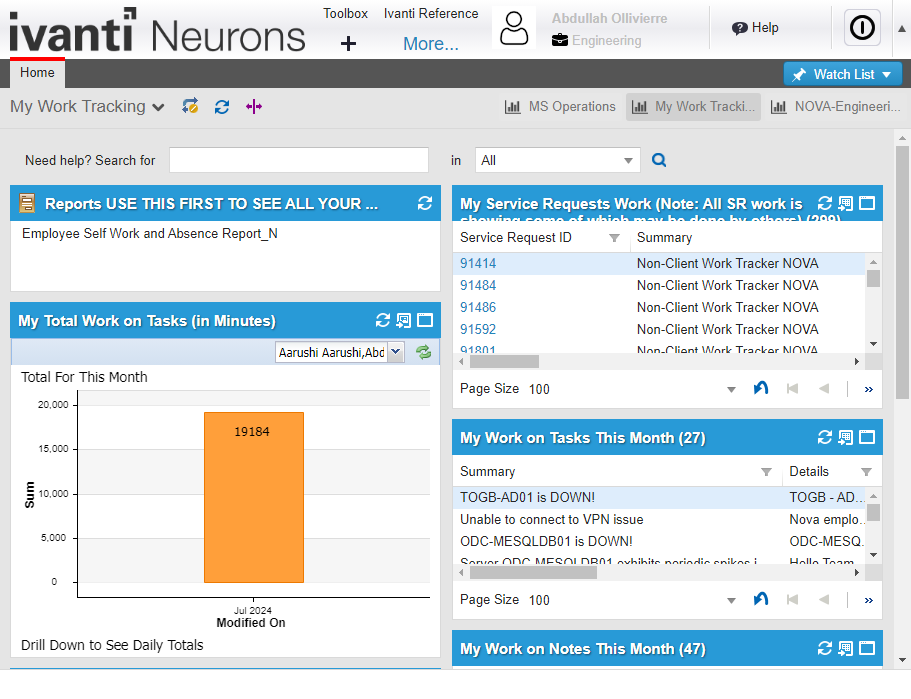 ivanti Neurons
Toolbox
Ivanti Reference
More...
Abdullah Ollivierre
Engineering
Help
Home
Watch List
My Work Tracking
MS Operations
My Work Tracki...
NOVA-Engineeri...
Need help? Search for
in
All
Reports USE THIS FIRST TO SEE ALL YOUR ...
Employee Self Work and Absence Report_N
My Total Work on Tasks (in Minutes)
Aarushi Aarushi,Abd
Total For This Month
20,000
15,000
10,000
5,000
0
Sum
19184
Jul 2024
Modified On
Drill Down to See Daily Totals
My Service Requests Work (Note: All SR work is
showing some of which may be done by others) (299)
Service Request ID
Summary
91414
Non-Client Work Tracker NOVA
91484
Non-Client Work Tracker NOVA
91486
Non-Client Work Tracker NOVA
91592
Non-Client Work Tracker NOVA
91801
Non-Client Work Tracker NOVA
Page Size 100
»
My Work on Tasks This Month (27)
Summary
Details
TOGB-AD01 is DOWN!
TOGB - AD...
Unable to connect to VPN issue
Nova emplo..
ODC-MESQLDB01 is DOWN!
ODC-MESQ.
Server ODC-MESQLDB01 exhibits periodic spikes i
Hello Team
Page Size 100
»
My Work on Notes This Month (47)